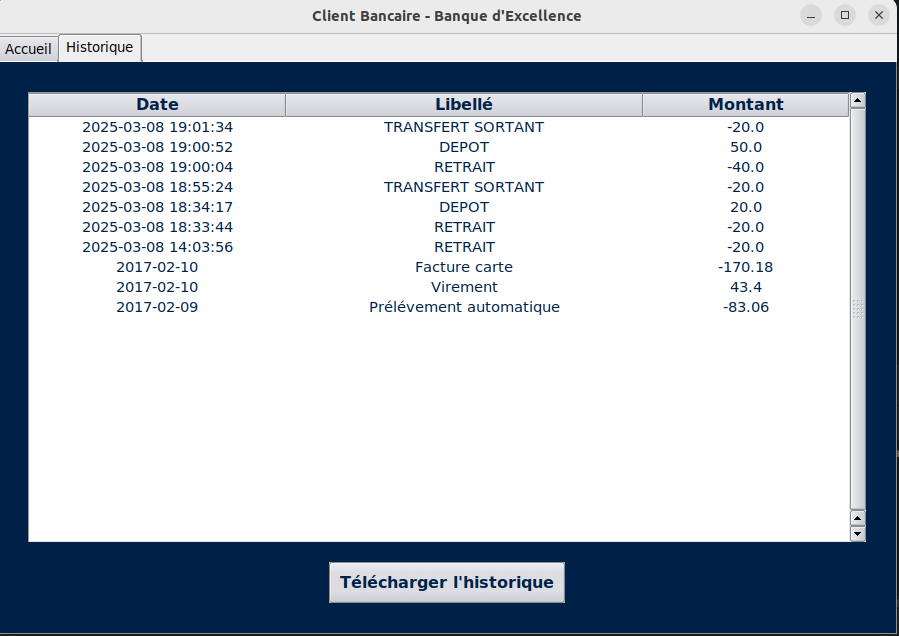 Client Bancaire - Banque d'Excellence
Accueil Historique
Date Libellé Montant
2025-03-08 19:01:34 TRANSFERT SORTANT -20.0
2025-03-08 19:00:52 DEPOT 50.0
2025-03-08 19:00:04 RETRAIT -40.0
2025-03-08 18:55:24 TRANSFERT SORTANT -20.0
2025-03-08 18:34:17 DEPOT 20.0
2025-03-08 18:33:44 RETRAIT -20.0
2025-03-08 14:03:56 RETRAIT -20.0
2017-02-10 Facture carte -170.18
2017-02-10 Virement 43.4
2017-02-09 Prélévement automatique -83.06
Télécharger l'historique